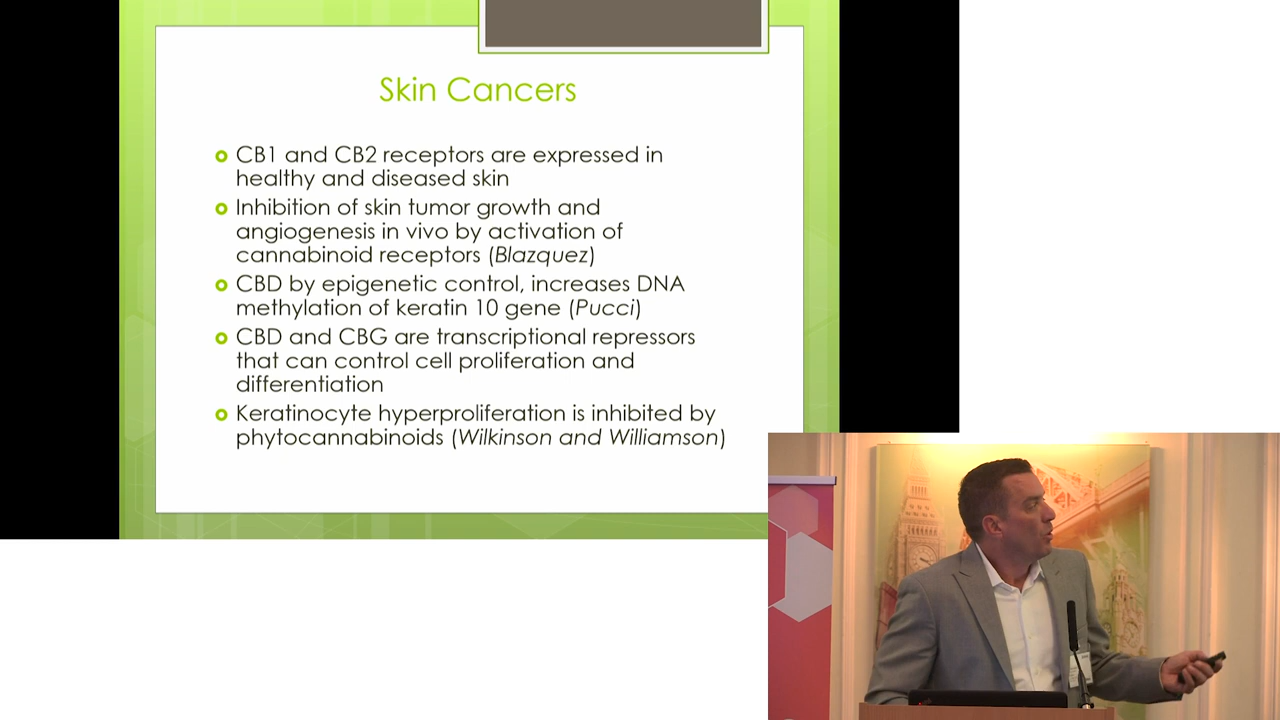 Skin Cancers
CB1 and CB2 receptors are expressed in
healthy and diseased skin
Inhibition of skin tumor growth and
angiogenesis in vivo by activation of
cannabinoid receptors (Blazquez)
CBD by epigenetic control, increases DNA
methylation of keratin 10 gene (Pucci)
CBD and CBG are transcriptional repressors
that can control cell proliferation and
differentiation
Keratinocyte hyperproliferation is inhibited by
phytocannabinoids (Wilkinson and Williamson)